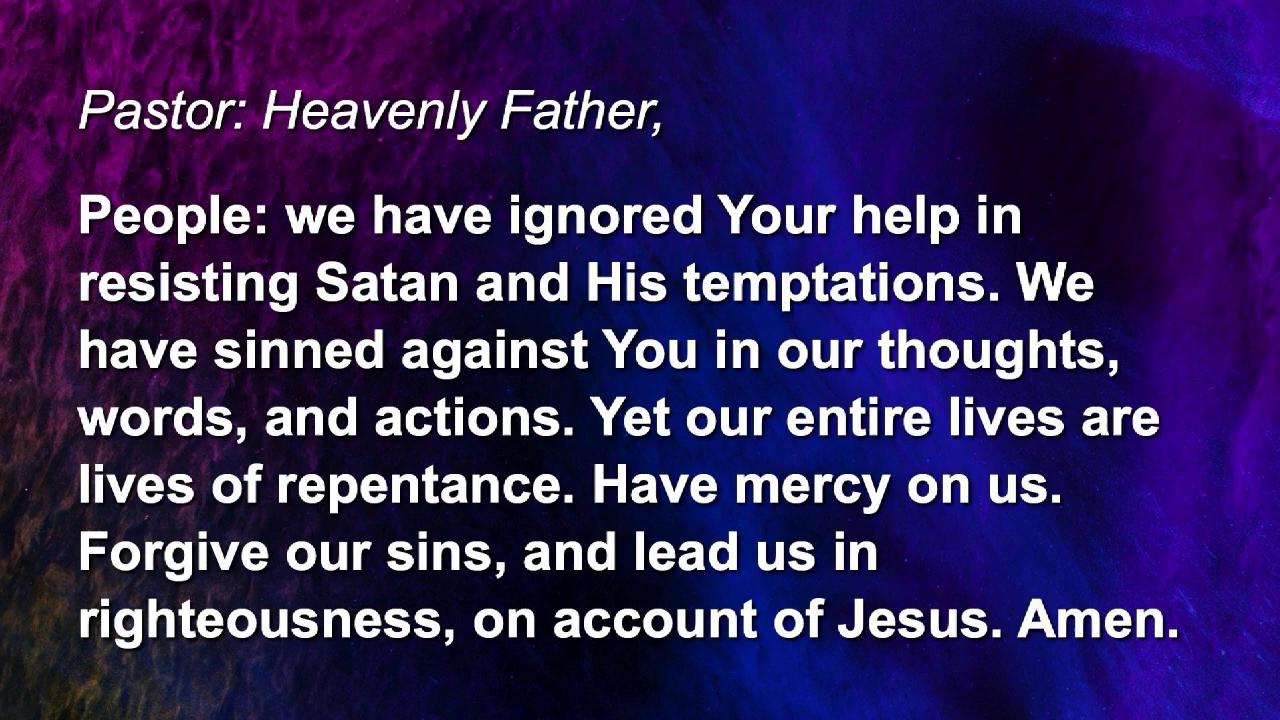 Pastor: Heavenly Father,
People: we have ignored Your help in
resisting Satan and His temptations. We
have sinned against You in our thoughts,
words, and actions. Yet our entire lives are
lives of repentance. Have mercy on us.
Forgive our sins, and lead us in
righteousness, on account of Jesus. Amen.